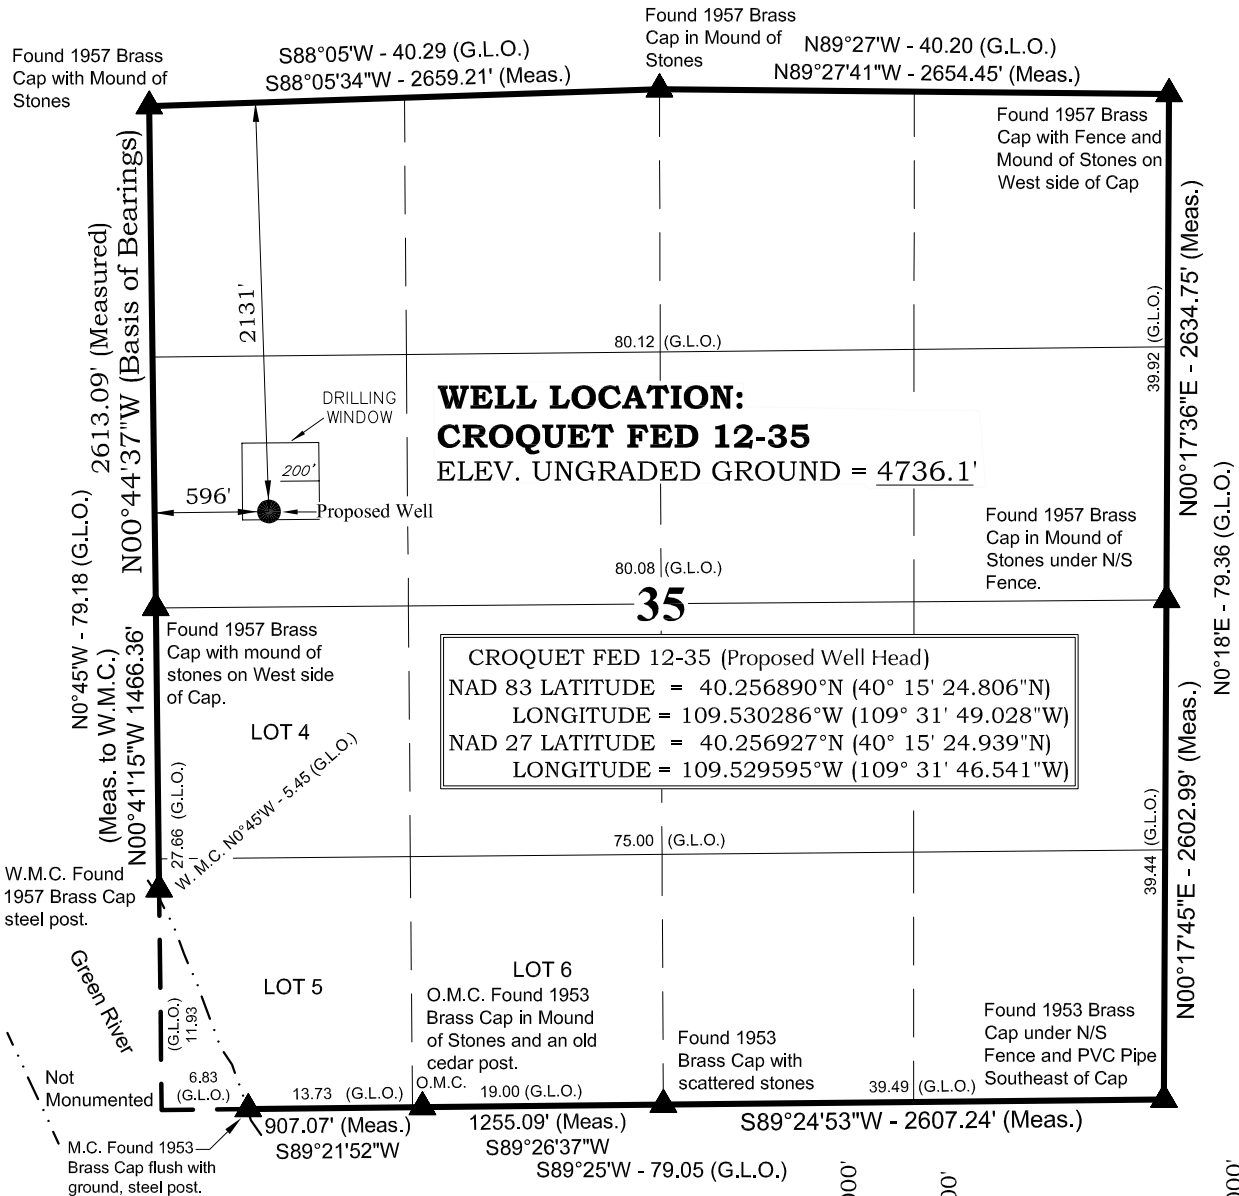 Found 1957 Brass
Cap with Mound of
Stones
S88°05'W - 40.29 (G.L.O.)
S88°05'34"W - 2659.21' (Meas.)
Found 1957 Brass
Cap in Mound of
Stones
N89°27'W - 40.20 (G.L.O.)
N89°27'41"W - 2654.45' (Meas.)
Found 1957 Brass
Cap with Fence and
Mound of Stones on
West side of Cap
2613.09' (Measured)
N00°44'37"W (Basis of Bearings)
2131'
80.12 (G.L.O.)
39.92 (G.L.O.)
N00°17'36"E - 2634.75' (Meas.)
DRILLING
WINDOW
200'
596'
Proposed Well
WELL LOCATION:
CROQUET FED 12-35
ELEV. UNGRADED GROUND = 4736.1'
N0°45'W - 79.18 (G.L.O.)
N0°18'E - 79.36 (G.L.O.)
Found 1957 Brass
Cap in Mound of
Stones under N/S
Fence.
80.08 (G.L.O.)
35
Found 1957 Brass
Cap with mound of
stones on West side
of Cap.
(Meas. to W.M.C.)
N00°41'15"W 1466.36'
LOT 4
CROQUET FED 12-35 (Proposed Well Head)
NAD 83 LATITUDE = 40.256890°N (40° 15' 24.806"N)
LONGITUDE = 109.530286°W (109° 31' 49.028"W)
NAD 27 LATITUDE = 40.256927°N (40° 15' 24.939"N)
LONGITUDE = 109.529595°W (109° 31' 46.541"W)
27.66 (G.L.O.)
W. M.C. N0°45'W - 5.45 (G.L.O.)
75.00 (G.L.O.)
39.44 (G.L.O.)
N00°17'45"E - 2602.99' (Meas.)
W.M.C. Found
1957 Brass Cap
steel post.
Green River
(G.L.O.)
11.93
LOT 5
LOT 6
O.M.C. Found 1953
Brass Cap in Mound
of Stones and an old
cedar post.
Found 1953
Brass Cap with
scattered stones
Found 1953 Brass
Cap under N/S
Fence and PVC Pipe
Southeast of Cap
Not
Monumented
6.83
(G.L.O.)
13.73 (G.L.O.)
O.M.C.
19.00 (G.L.O.)
39.49 (G.L.O.)
907.07' (Meas.)
S89°21'52"W
1255.09' (Meas.)
S89°26'37"W
S89°24'53"W - 2607.24' (Meas.)
M.C. Found 1953
Brass Cap flush with
ground, steel post.
S89°25'W - 79.05 (G.L.O.)